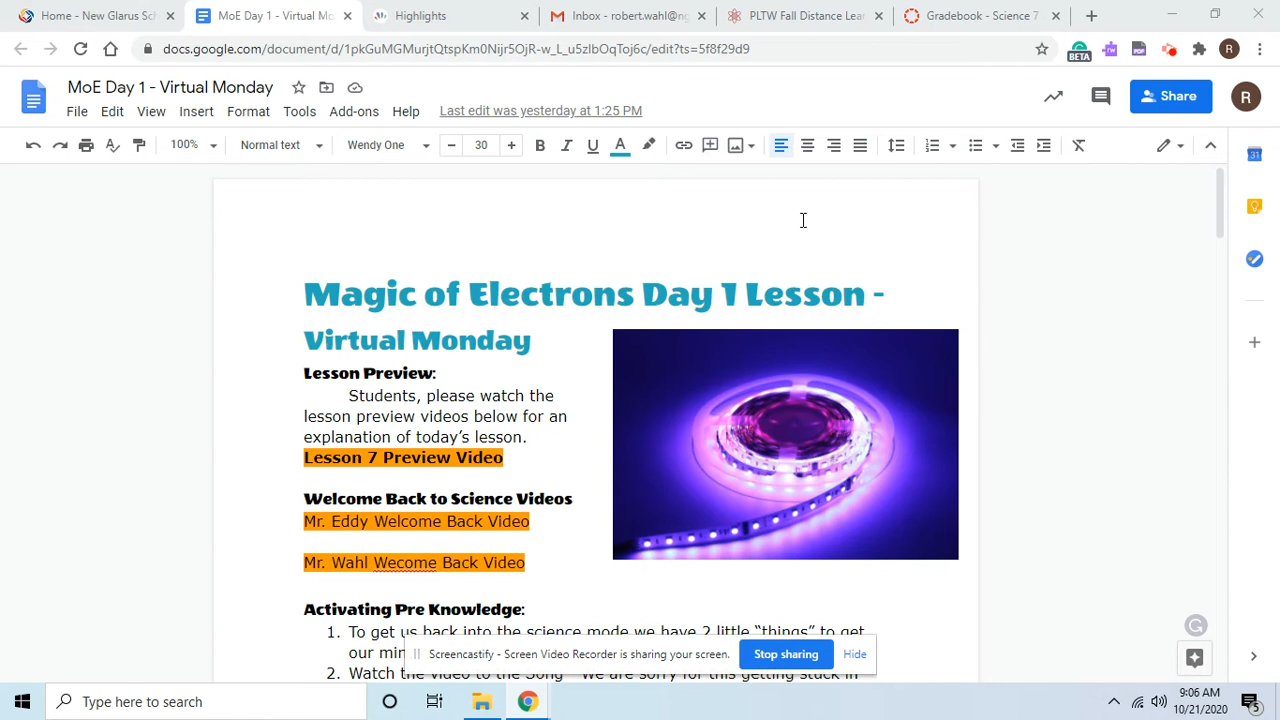 Home - New Glarus Sch
MoE Day 1 - Virtual Mo
Highlights
Inbox - robert.wahl@ng
PLTW Fall Distance Lea
Gradebook - Science 7
docs.google.com/document/d/1pkGuMGMurjtQtspKm0Nijr5OjR-w_L_u5zIbOqToj6c/edit?ts=5f8f29d9
BETA
R
MoE Day 1 - Virtual Monday
File Edit View Insert Format Tools Add-ons Help Last edit was yesterday at 1:25 PM
Share
R
100% Normal text Wendy One 30 B I U A
31
Magic of Electrons Day 1 Lesson -
Virtual Monday
Lesson Preview:
Students, please watch the
lesson preview videos below for an
explanation of today's lesson.
Lesson 7 Preview Video
Welcome Back to Science Videos
Mr. Eddy Welcome Back Video
Mr. Wahl Wecome Back Video
Activating Pre Knowledge:
1. To get us back into the science mode we have 2 little "things" to get
our min
Screencastify - Screen Video Recorder is sharing your screen. Stop sharing Hide
2. Watch the video to the Song - We are sorry for this getting stuck in
Type here to search
9:06 AM
10/21/2020
5